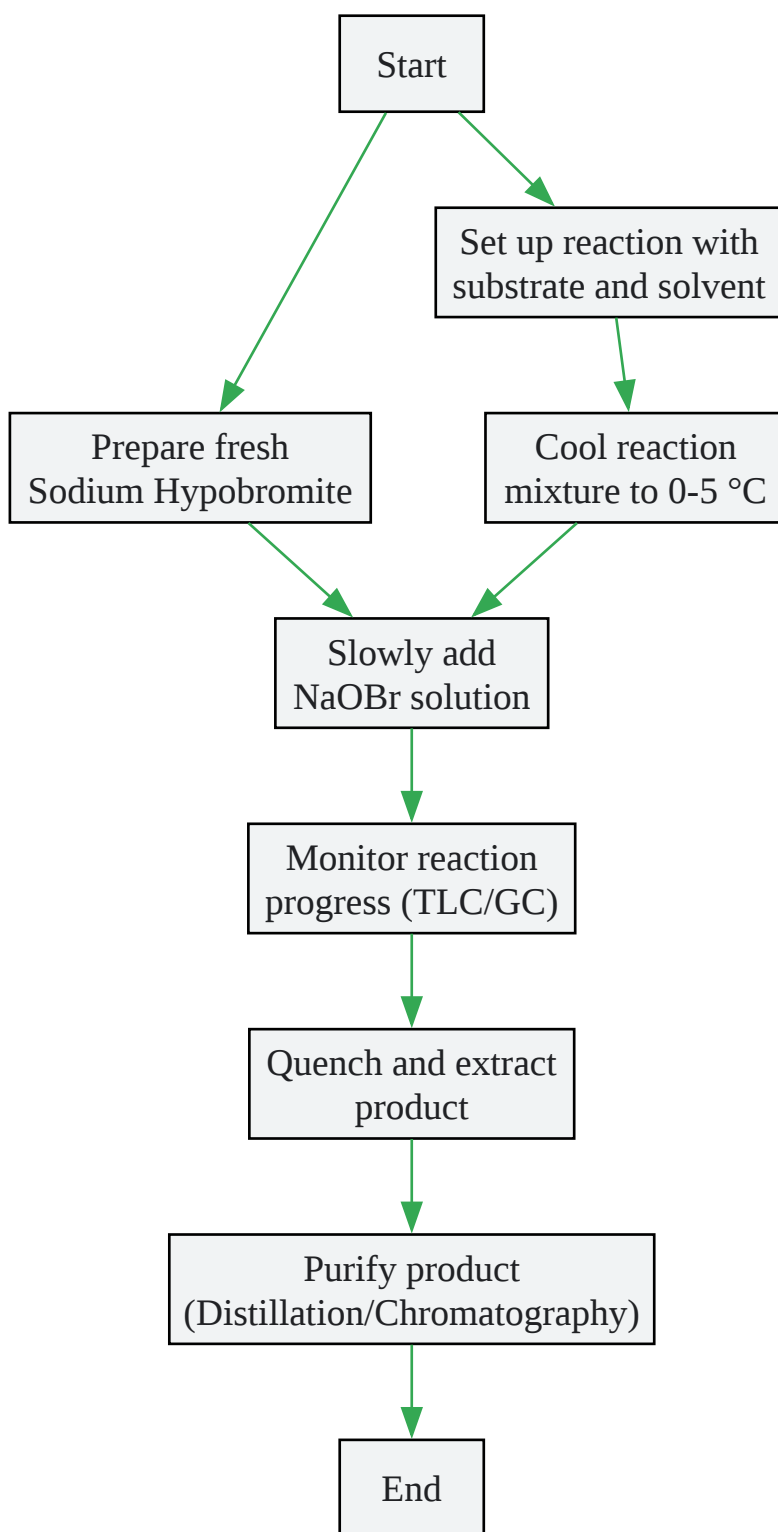 Start
Set up reaction with
substrate and solvent
Prepare fresh
Sodium Hypobromite
Cool reaction
mixture to 0-5 °C
Slowly add
NaOBr solution
Monitor reaction
progress (TLC/GC)
Quench and extract
product
Purify product
(Distillation/Chromatography)
End